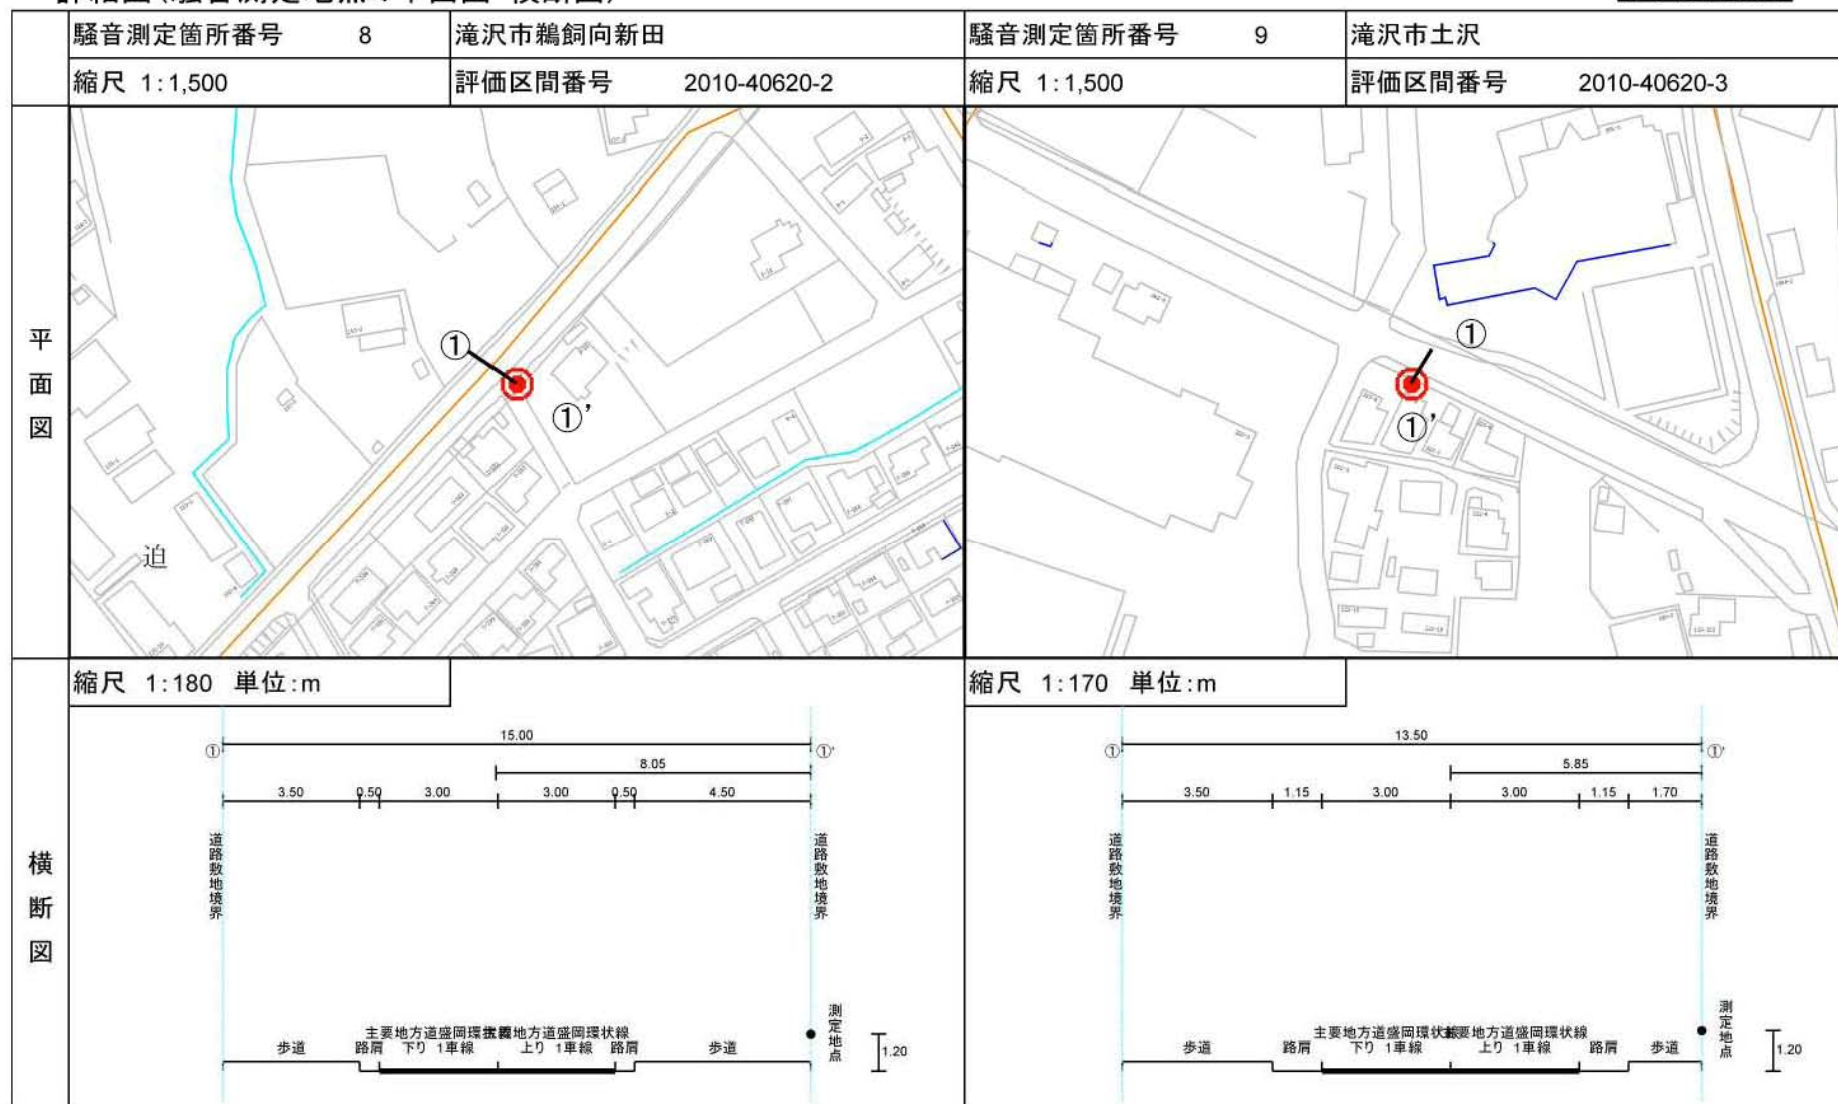 騒音測定箇所番号 8 滝沢市鵜飼向新田 騒音測定箇所番号 9 滝沢市土沢
縮尺 1:1,500 評価区間番号 2010-40620-2 縮尺 1:1,500 評価区間番号 2010-40620-3
平面図
①
①’
迫
①
①’
横断図
縮尺 1:180 単位:m
15.00
①
①'
8.05
3.50 0.50 3.00 3.00 0.50 4.50
道路敷地境界
道路敷地境界
測定地点
主要地方道盛岡環状線 主要地方道盛岡環状線
歩道 路肩 下り 1車線 上り 1車線 路肩 歩道
1.20
縮尺 1:170 単位:m
13.50
①
①'
5.85
3.50 1.15 3.00 3.00 1.15 1.70
道路敷地境界
道路敷地境界
測定地点
主要地方道盛岡環状線 主要地方道盛岡環状線
歩道 路肩 下り 1車線 上り 1車線 路肩 歩道
1.20